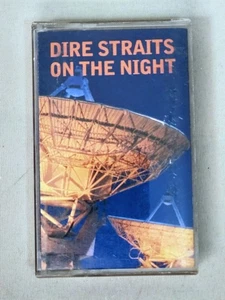 DIRE STRAITS
ON THE NIGHT